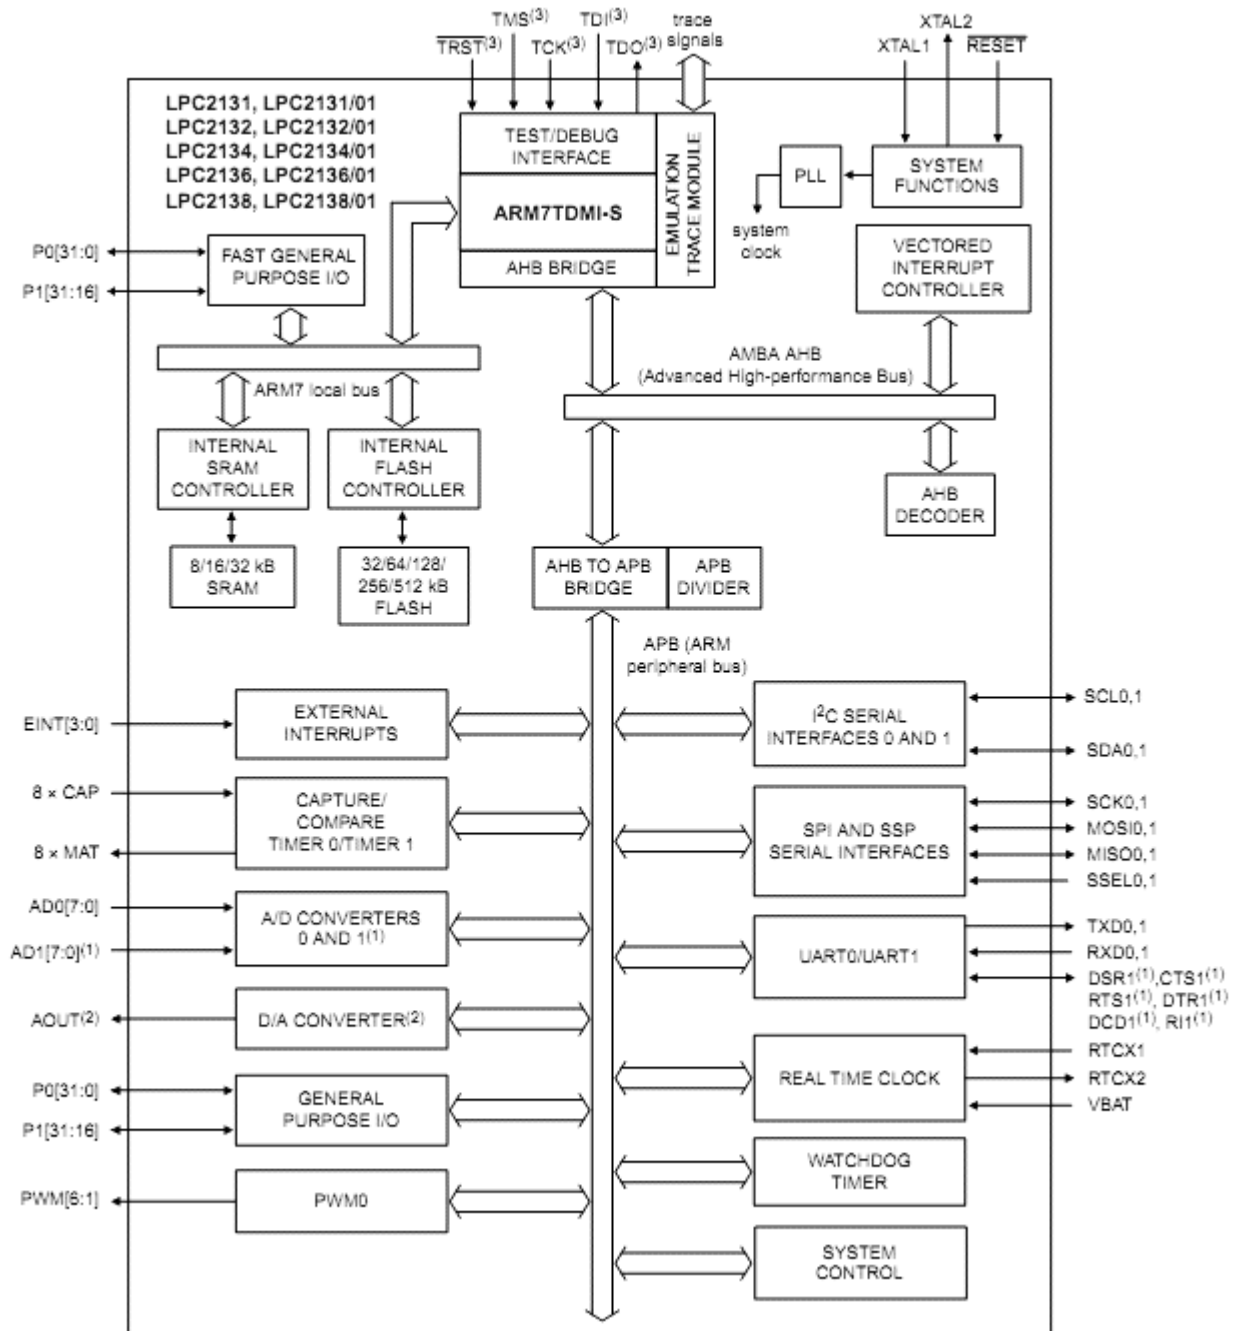 TMS(3)
TDI(3)
trace
signals
TRST(3)
TCK(3)
TDO(3)
XTAL2
XTAL1
RESET
LPC2131, LPC2131/01
LPC2132, LPC2132/01
LPC2134, LPC2134/01
LPC2136, LPC2136/01
LPC2138, LPC2138/01
TEST/DEBUG
INTERFACE
ARM7TDMI-S
AHB BRIDGE
EMULATION
TRACE MODULE
PLL
SYSTEM
FUNCTIONS
system
clock
VECTORED
INTERRUPT
CONTROLLER
P0[31:0]
P1[31:16]
FAST GENERAL
PURPOSE I/O
ARM7 local bus
AMBA AHB
(Advanced High-performance Bus)
INTERNAL
SRAM
CONTROLLER
INTERNAL
FLASH
CONTROLLER
AHB
DECODER
8/16/32 kB
SRAM
32/64/128/
256/512 kB
FLASH
AHB TO APB
BRIDGE
APB
DIVIDER
APB (ARM
peripheral bus)
EINT[3:0]
EXTERNAL
INTERRUPTS
I2C SERIAL
INTERFACES 0 AND 1
SCL0,1
SDA0,1
8 × CAP
8 × MAT
CAPTURE/
COMPARE
TIMER 0/TIMER 1
SPI AND SSP
SERIAL INTERFACES
SCK0,1
MOSI0,1
MISO0,1
SSEL0,1
AD0[7:0]
AD1[7:0](1)
A/D CONVERTERS
0 AND 1(1)
UART0/UART1
TXD0,1
RXD0,1
DSR1(1),CTS1(1)
RTS1(1), DTR1(1)
DCD1(1), RI1(1)
AOUT(2)
D/A CONVERTER(2)
REAL TIME CLOCK
RTCX1
RTCX2
VBAT
P0[31:0]
P1[31:16]
GENERAL
PURPOSE I/O
WATCHDOG
TIMER
PWM[6:1]
PWM0
SYSTEM
CONTROL